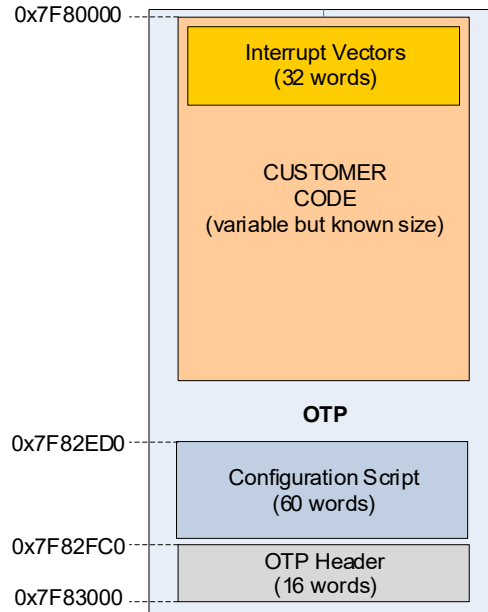 0x7F80000
Interrupt Vectors
(32 words)
CUSTOMER
CODE
(variable but known size)
OTP
0x7F82ED0
Configuration Script
(60 words)
0x7F82FC0
OTP Header
(16 words)
0x7F83000